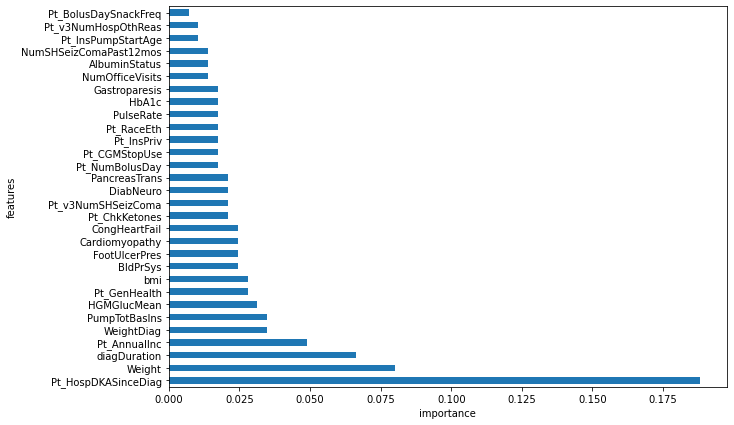 Pt_BolusDaySnackFreq
Pt_v3NumHospOthReas
Pt_InsPumpStartAge
NumSHSeizComaPast12mos
AlbuminStatus
NumOfficeVisits
Gastroparesis
HbA1c
PulseRate
Pt_RaceEth
Pt_InsPriv
Pt_CGMStopUse
Pt_NumBolusDay
PancreasTrans
DiabNeuro
Pt_v3NumSHSeizComa
Pt_ChkKetones
CongHeartFail
Cardiomyopathy
FootUlcerPres
BldPrSys
bmi
Pt_GenHealth
HGMGlucMean
PumpTotBasIns
WeightDiag
Pt_AnnualInc
diagDuration
Weight
Pt_HospDKASinceDiag
features
0.000 0.025 0.050 0.075 0.100 0.125 0.150 0.175
importance